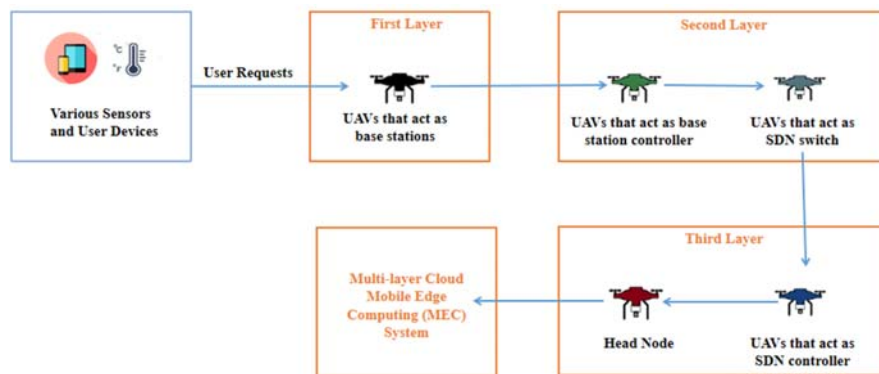 °C
°F
Various Sensors
and User Devices
User Requests
First Layer
UAVs that act as
base stations
Second Layer
UAVs that act as base
station controller
UAVs that act as
SDN switch
Third Layer
UAVs that act as
SDN controller
Head Node
Multi-layer Cloud
Mobile Edge
Computing (MEC)
System